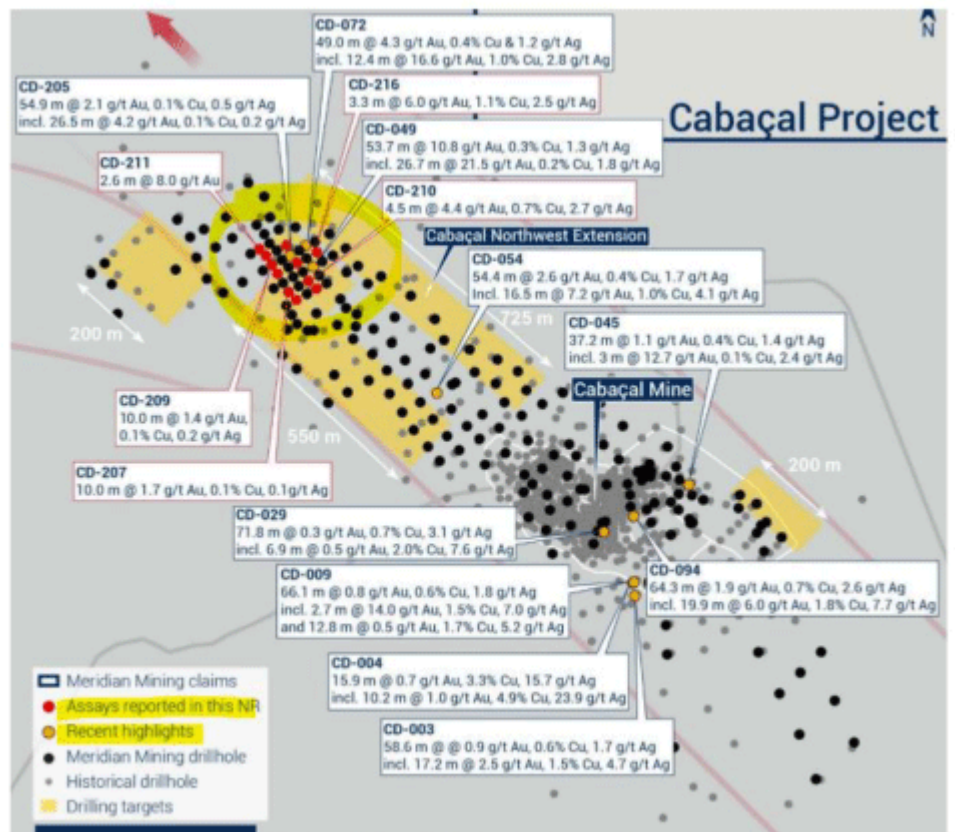 N
Cabaçal Project
CD-072
49.0 m @ 4.3 g/t Au, 0.4% Cu & 1.2 g/t Ag
incl. 12.4 m @ 16.6 g/t Au, 1.0% Cu, 2.8 g/t Ag
CD-205
54.9 m @ 2.1 g/t Au, 0.1% Cu, 0.5 g/t Ag
incl. 26.5 m @ 4.2 g/t Au, 0.1% Cu, 0.2 g/t Ag
CD-216
3.3 m @ 6.0 g/t Au, 1.1% Cu, 2.5 g/t Ag
CD-049
53.7 m @ 10.8 g/t Au, 0.3% Cu, 1.3 g/t Ag
incl. 26.7 m @ 21.5 g/t Au, 0.2% Cu, 1.8 g/t Ag
CD-211
2.6 m @ 8.0 g/t Au
CD-210
4.5 m @ 4.4 g/t Au, 0.7% Cu, 2.7 g/t Ag
Cabaçal Northwest Extension
CD-054
54.4 m @ 2.6 g/t Au, 0.4% Cu, 1.7 g/t Ag
Incl. 16.5 m @ 7.2 g/t Au, 1.0% Cu, 4.1 g/t Ag
725 m
200 m
CD-045
37.2 m @ 1.1 g/t Au, 0.4% Cu, 1.4 g/t Ag
incl. 3 m @ 12.7 g/t Au, 0.1% Cu, 2.4 g/t Ag
Cabaçal Mine
CD-209
10.0 m @ 1.4 g/t Au,
0.1% Cu, 0.2 g/t Ag
550 m
200 m
CD-207
10.0 m @ 1.7 g/t Au, 0.1% Cu, 0.1g/t Ag
CD-029
71.8 m @ 0.3 g/t Au, 0.7% Cu, 3.1 g/t Ag
incl. 6.9 m @ 0.5 g/t Au, 2.0% Cu, 7.6 g/t Ag
CD-009
66.1 m @ 0.8 g/t Au, 0.6% Cu, 1.8 g/t Ag
incl. 2.7 m @ 14.0 g/t Au, 1.5% Cu, 7.0 g/t Ag
and 12.8 m @ 0.5 g/t Au, 1.7% Cu, 5.2 g/t Ag
CD-094
64.3 m @ 1.9 g/t Au, 0.7% Cu, 2.6 g/t Ag
incl. 19.9 m @ 6.0 g/t Au, 1.8% Cu, 7.7 g/t Ag
CD-004
15.9 m @ 0.7 g/t Au, 3.3% Cu, 15.7 g/t Ag
incl. 10.2 m @ 1.0 g/t Au, 4.9% Cu, 23.9 g/t Ag
CD-003
58.6 m @ @ 0.9 g/t Au, 0.6% Cu, 1.7 g/t Ag
incl. 17.2 m @ 2.5 g/t Au, 1.5% Cu, 4.7 g/t Ag
Meridian Mining claims
Assays reported in this NR
Recent highlights
Meridian Mining drillhole
Historical drillhole
Drilling targets